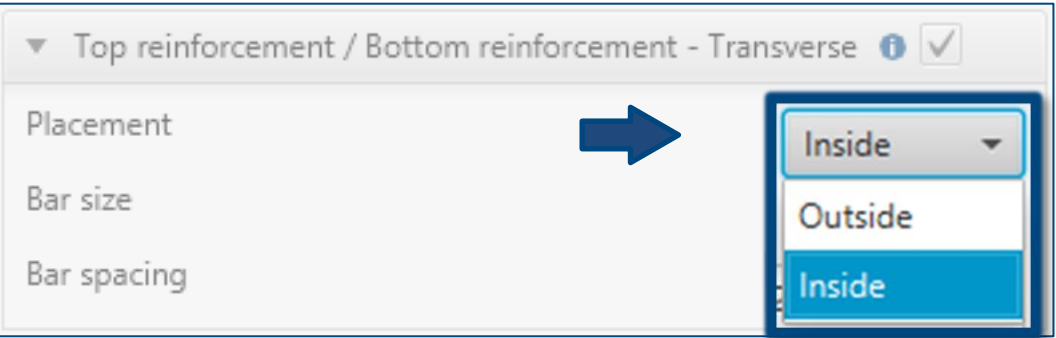 Top reinforcement / Bottom reinforcement - Transverse
Placement
Inside
Bar size
Outside
Bar spacing
Inside